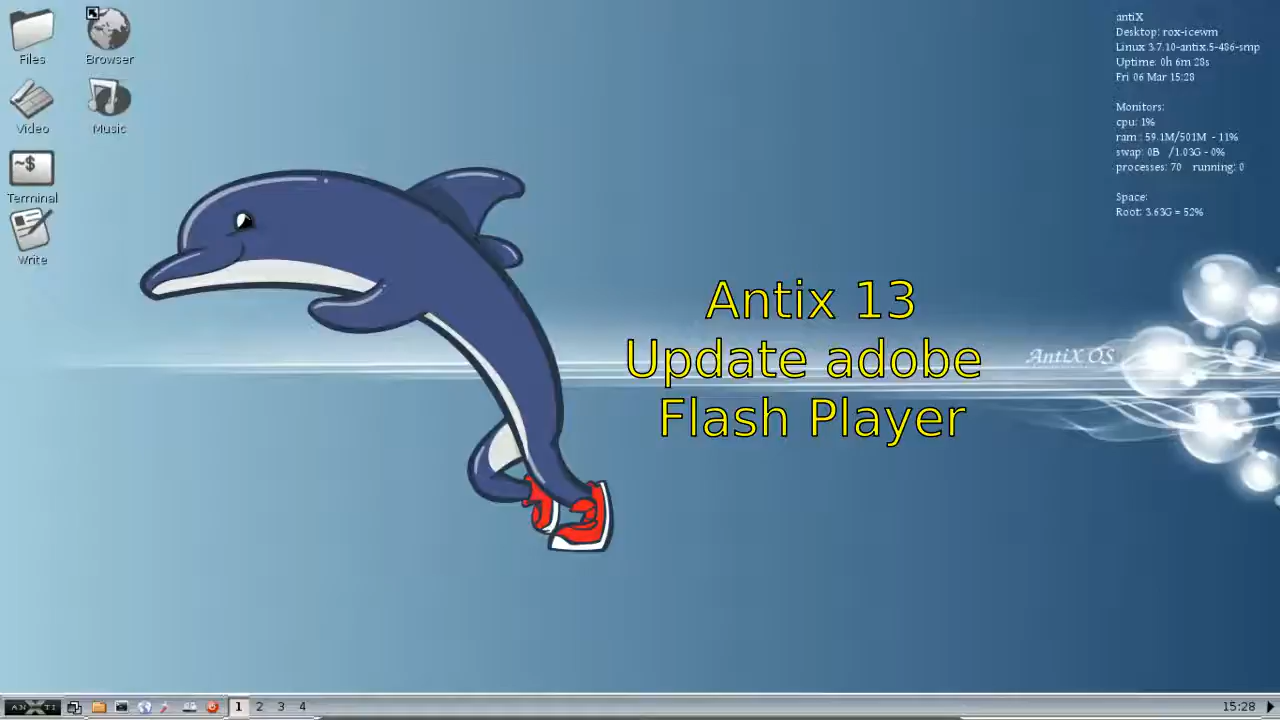 Files
Browser
Video
Music
~$
Terminal
Write
antiX
Desktop: rox-icewm
Linux 3.7.10-antix.5-486-smp
Uptime: 0h 6m 28s
Fri 06 Mar 15:28
Monitors:
cpu: 1%
ram : 59.1M/501M - 11%
swap: 0B /1.03G - 0%
processes: 70 running: 0
Space:
Root: 3.63G = 52%
Antix 13
Update adobe
Flash Player
AntiX OS
ANXTI
1 2 3 4
15:28